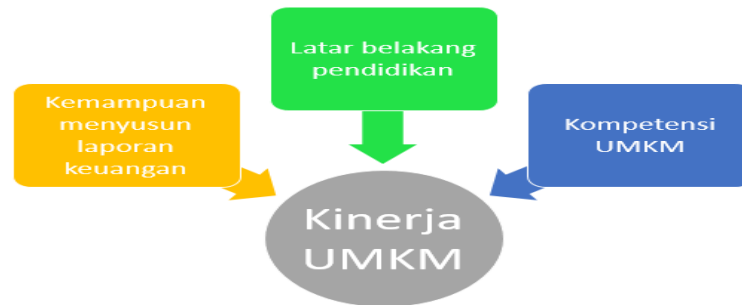 Latar belakang
pendidikan
Kemampuan
menyusun
laporan
keuangan
Kompetensi
UMKM
Kinerja
UMKM